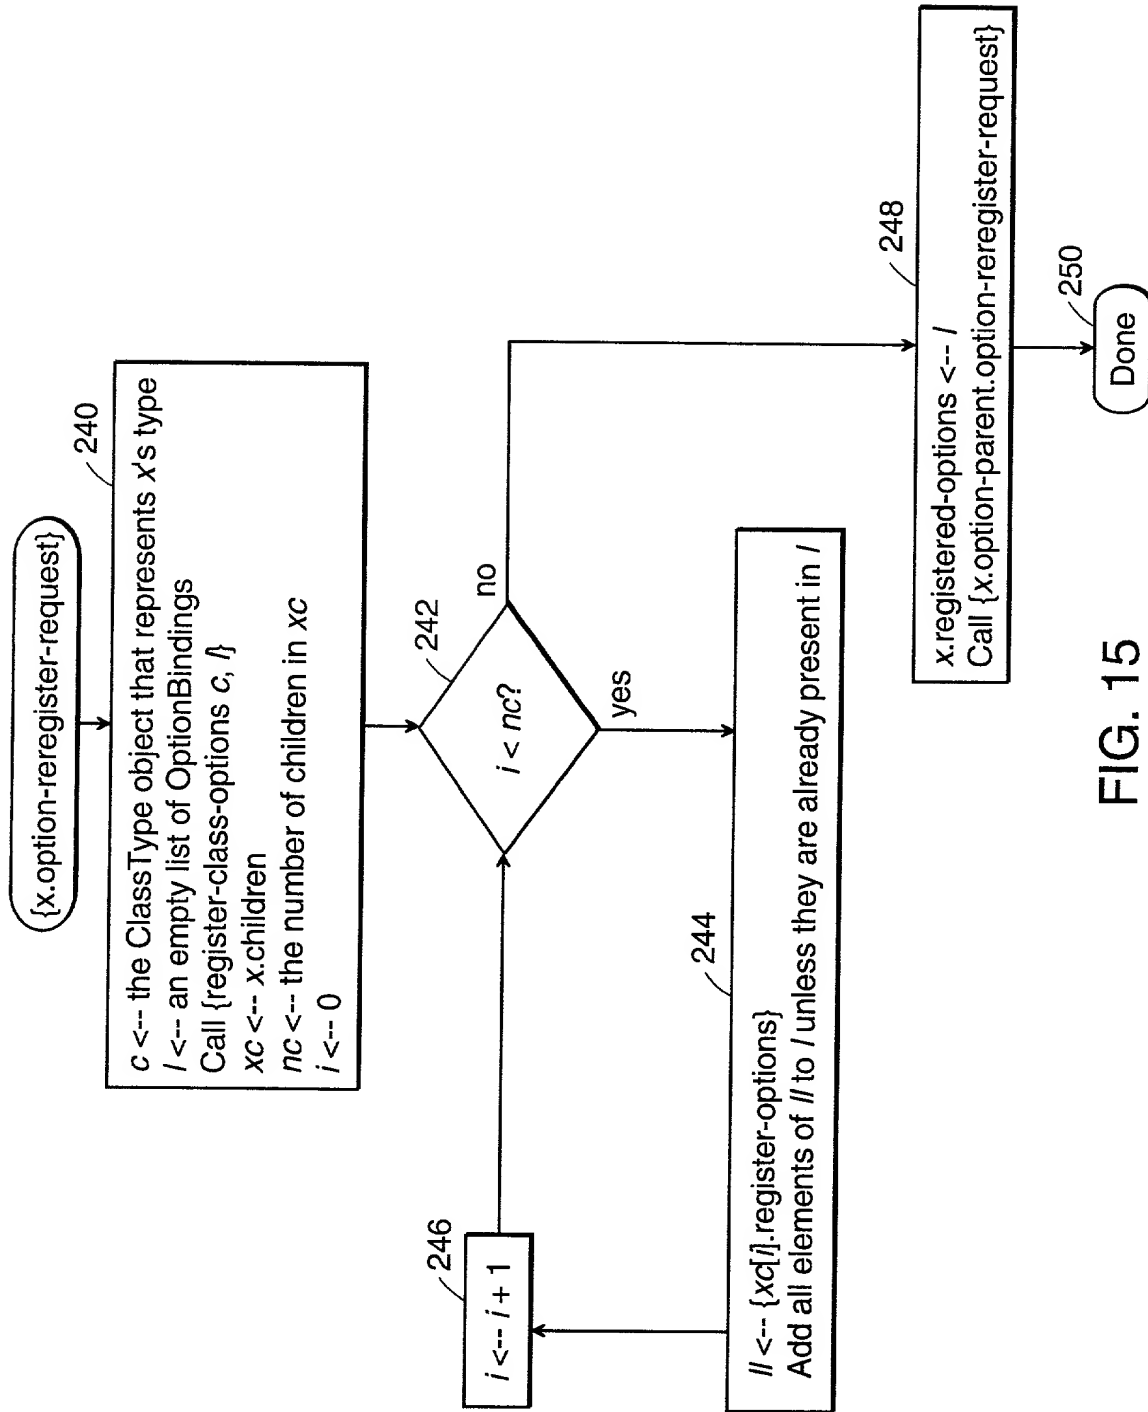 {x.option-reregister-request}
240
c <-- the ClassType object that represents x's type
l <-- an empty list of OptionBindings
Call {register-class-options c, l}
xc <-- x.children
nc <-- the number of children in xc
i <-- 0
242
i < nc?
no
yes
246
i <-- i + 1
244
ll <-- {xc[i].register-options}
Add all elements of ll to l unless they are already present in l
248
x.registered-options <-- l
Call {x.option-parent.option-reregister-request}
250
Done
FIG. 15